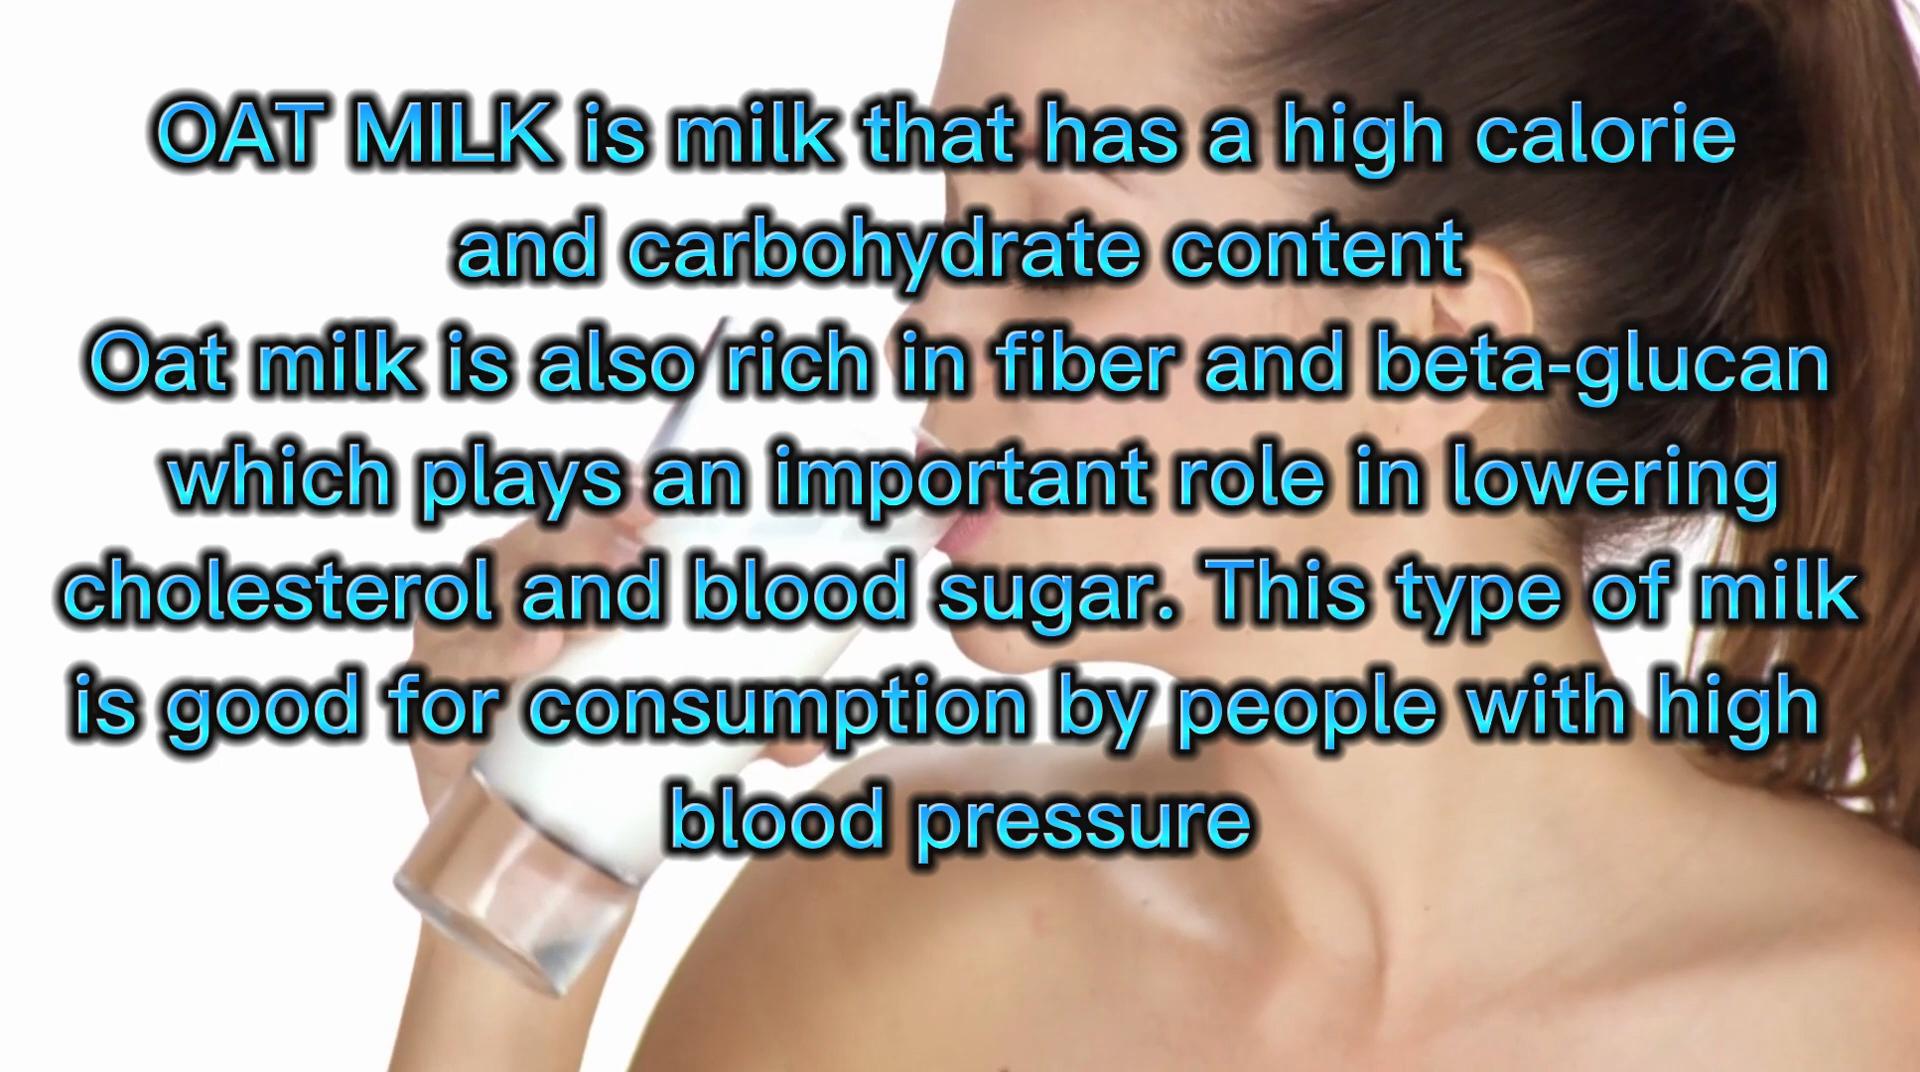 OAT MILK is milk that has a high calorie
and carbohydrate content
Oat milk is also rich in fiber and beta-glucan
which plays an important role in lowering
cholesterol and blood sugar. This type of milk
is good for consumption by people with high
blood pressure